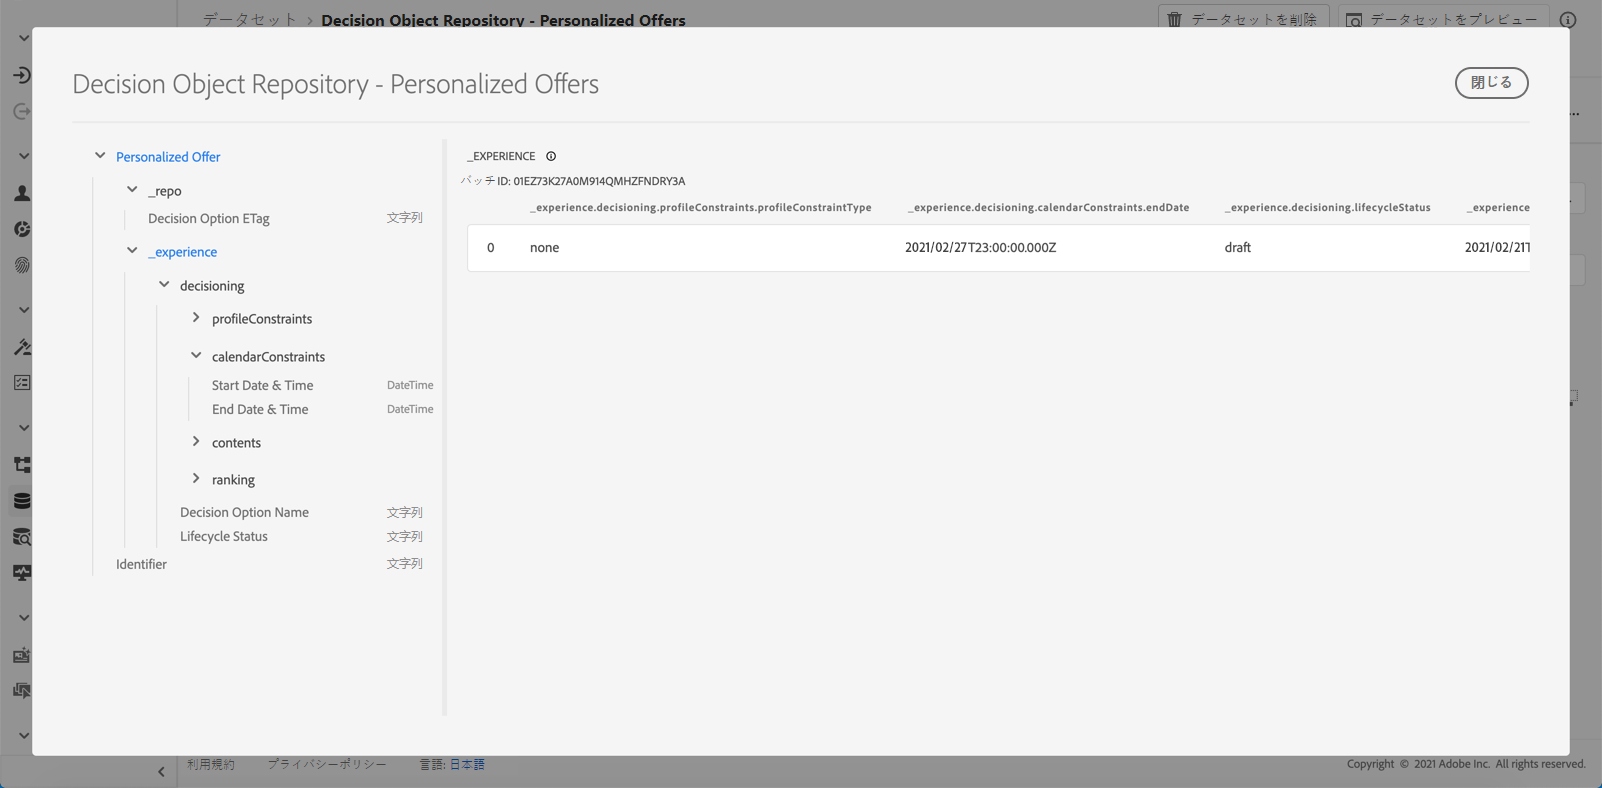 データセット › Decision Object Repository - Personalized Offers
データセットを削除
データセットをプレビュー
Decision Object Repository - Personalized Offers
閉じる
Personalized Offer
_repo
Decision Option ETag 文字列
_experience
decisioning
profileConstraints
calendarConstraints
Start Date & Time DateTime
End Date & Time DateTime
contents
ranking
Decision Option Name 文字列
Lifecycle Status 文字列
Identifier 文字列
_EXPERIENCE
バッチ ID: 01EZ73K27A0M914QMHZFNDRY3A
_experience.decisioning.profileConstraints.profileConstraintType _experience.decisioning.calendarConstraints.endDate _experience.decisioning.lifecycleStatus _experience
0 none 2021/02/27T23:00:00.000Z draft 2021/02/21T
利用規約 プライバシーポリシー 言語: 日本語
Copyright © 2021 Adobe Inc. All rights reserved.